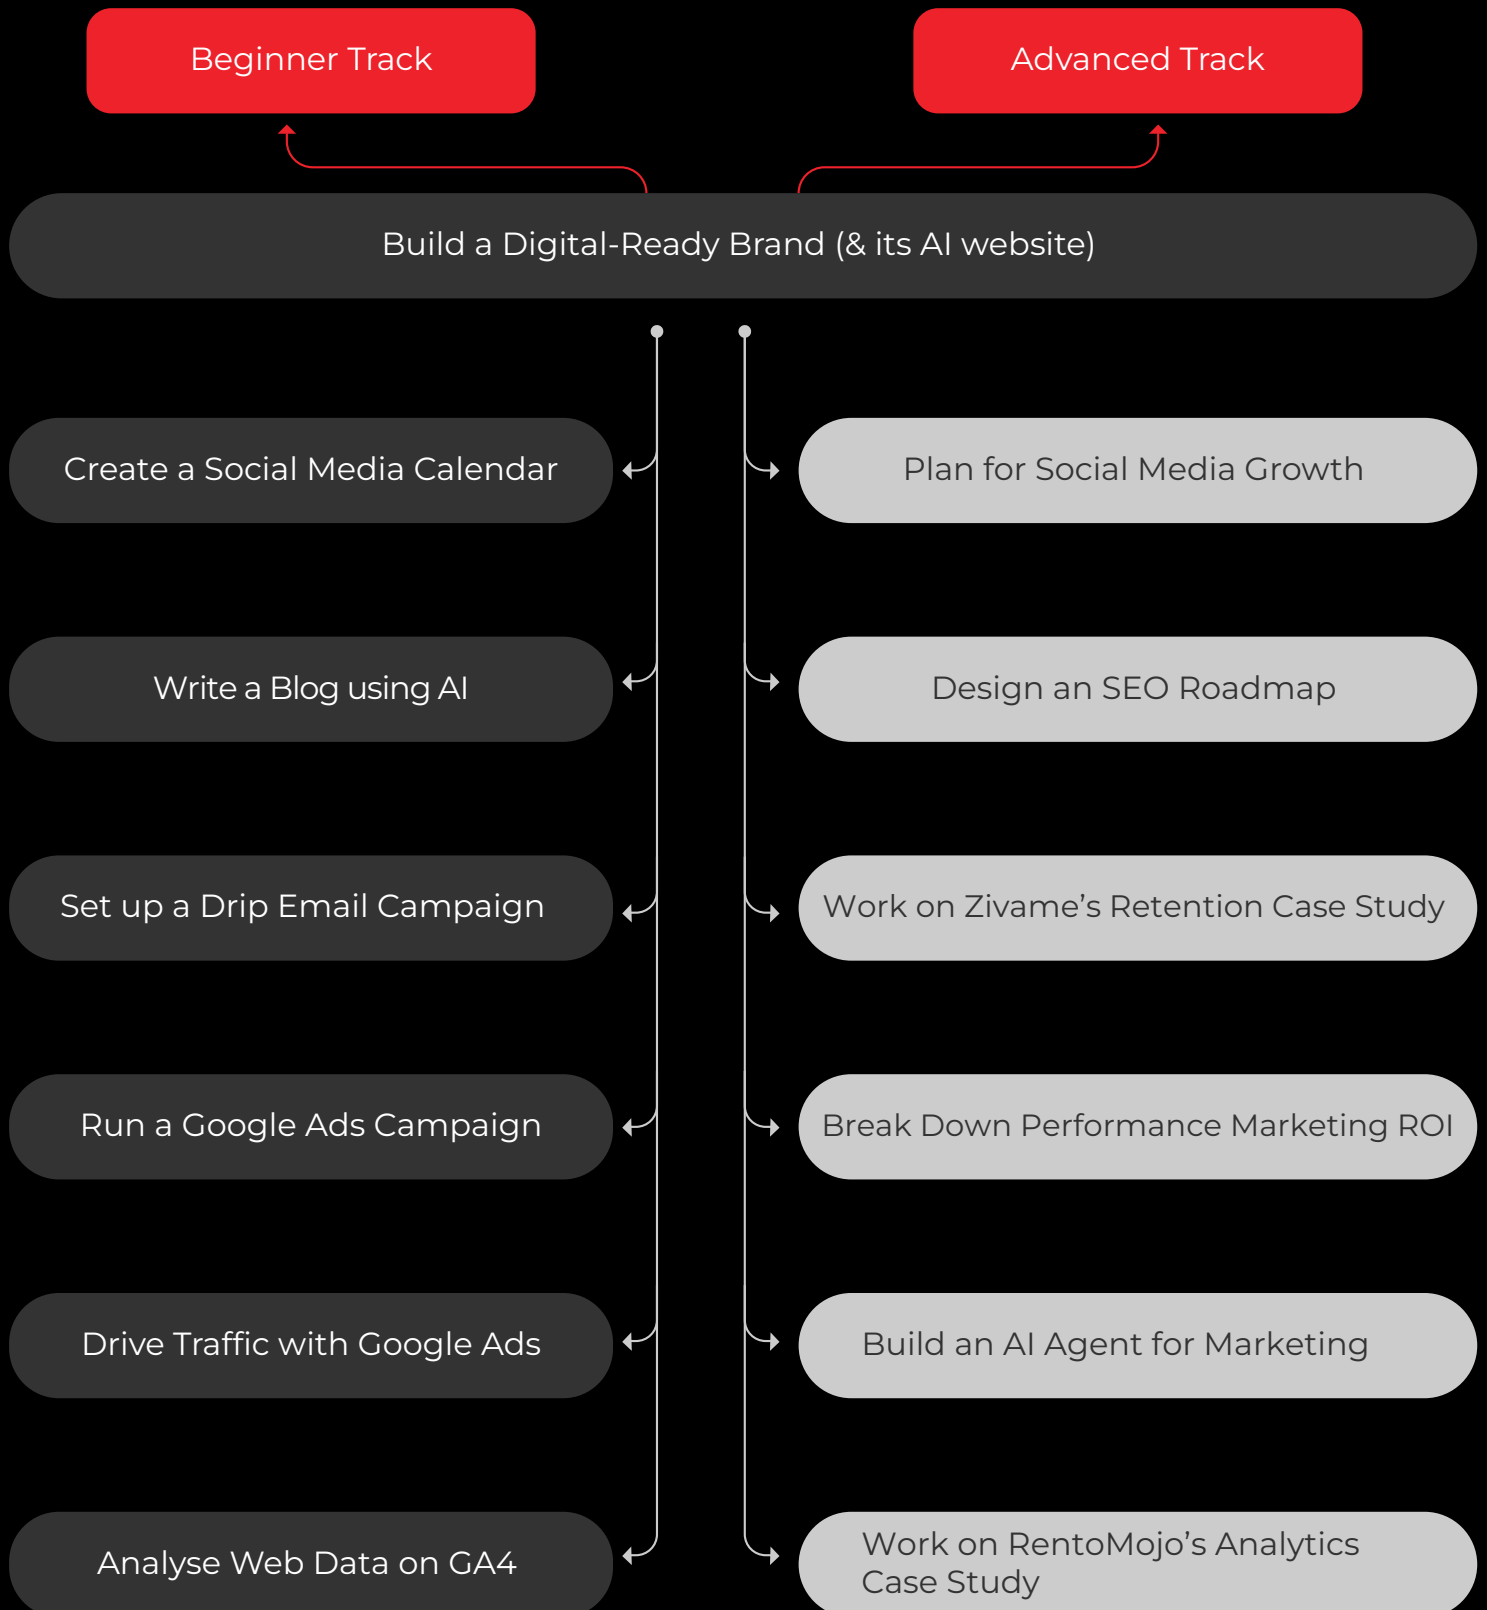 Beginner Track
Advanced Track
Build a Digital-Ready Brand (& its AI website)
Create a Social Media Calendar
Plan for Social Media Growth
Write a Blog using AI
Design an SEO Roadmap
Set up a Drip Email Campaign
Work on Zivame’s Retention Case Study
Run a Google Ads Campaign
Break Down Performance Marketing ROI
Drive Traffic with Google Ads
Build an AI Agent for Marketing
Analyse Web Data on GA4
Work on RentoMojo’s Analytics
Case Study